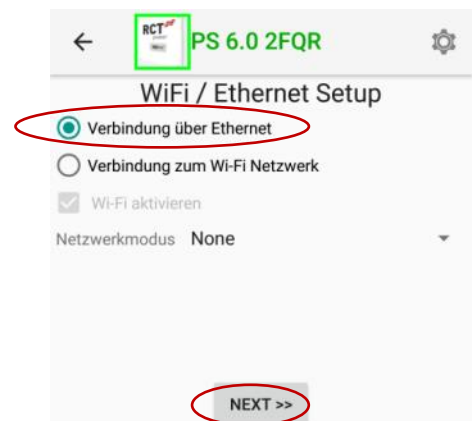 RCT
PS 6.0 2FQR
WiFi / Ethernet Setup
Verbindung über Ethernet
Verbindung zum Wi-Fi Netzwerk
Wi-Fi aktivieren
Netzwerkmodus None
NEXT >>